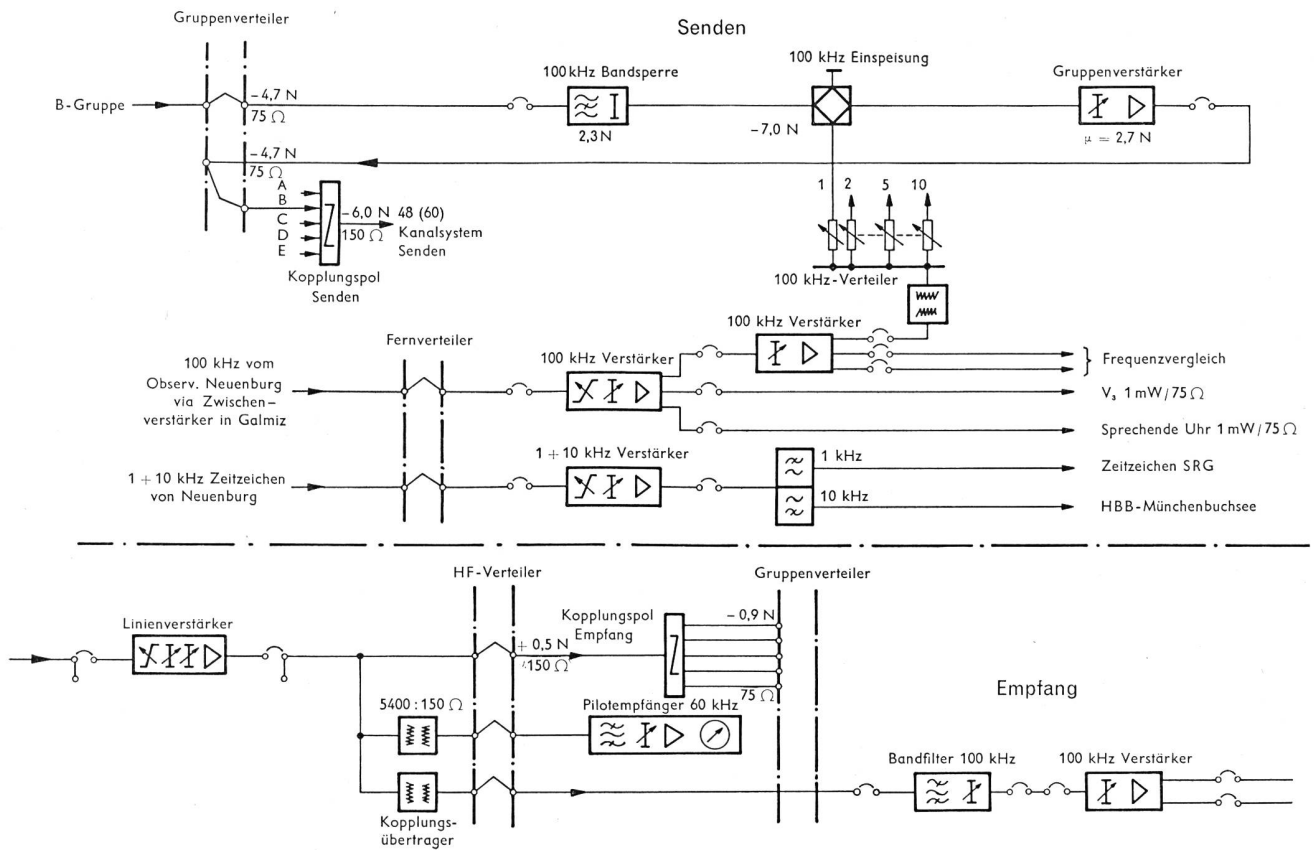 Gruppenverteiler
Senden
B-Gruppe
– 4,7 N
75 Ω
100 kHz Bandsperre
2,3 N
100 kHz Einspeisung
– 7,0 N
Gruppenverstärker
μ = 2,7 N
– 4,7 N
75 Ω
A
B
C
D
E
– 6,0 N
150 Ω
48 (60)
Kanalsystem
Senden
Kopplungspol
Senden
1
2
5
10
100 kHz-Verteiler
Fernverteiler
100 kHz Verstärker
100 kHz vom
Observ. Neuenburg
via Zwischen–
verstärker in Galmiz
100 kHz Verstärker
Frequenzvergleich
V₃ 1 mW/75 Ω
Sprechende Uhr 1 mW/75 Ω
1 + 10 kHz Zeitzeichen
von Neuenburg
1 + 10 kHz Verstärker
1 kHz
10 kHz
Zeitzeichen SRG
HBB-Münchenbuchsee
HF-Verteiler
Gruppenverteiler
Linienverstärker
+ 0,5 N
150 Ω
Kopplungspol
Empfang
– 0,9 N
75 Ω
Empfang
5400 : 150 Ω
Pilotempfänger 60 kHz
Kopplungs-
übertrager
Bandfilter 100 kHz
100 kHz Verstärker